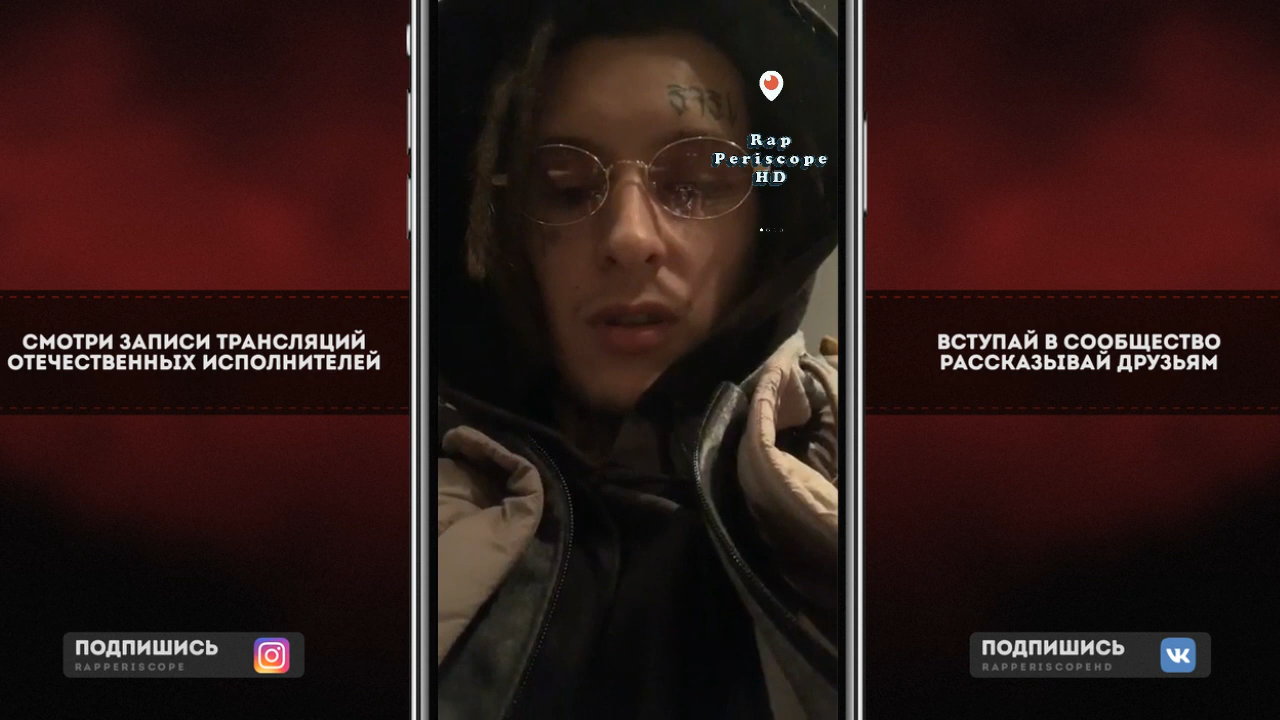 Rap
Periscope
HD
СМОТРИ ЗАПИСИ ТРАНСЛЯЦИЙ
ОТЕЧЕСТВЕННЫХ ИСПОЛНИТЕЛЕЙ
ВСТУПАЙ В СООБЩЕСТВО
РАССКАЗЫВАЙ ДРУЗЬЯМ
ПОДПИШИСЬ
RAPPERISCOPE
ПОДПИШИСЬ
RAPPERISCOPEHD